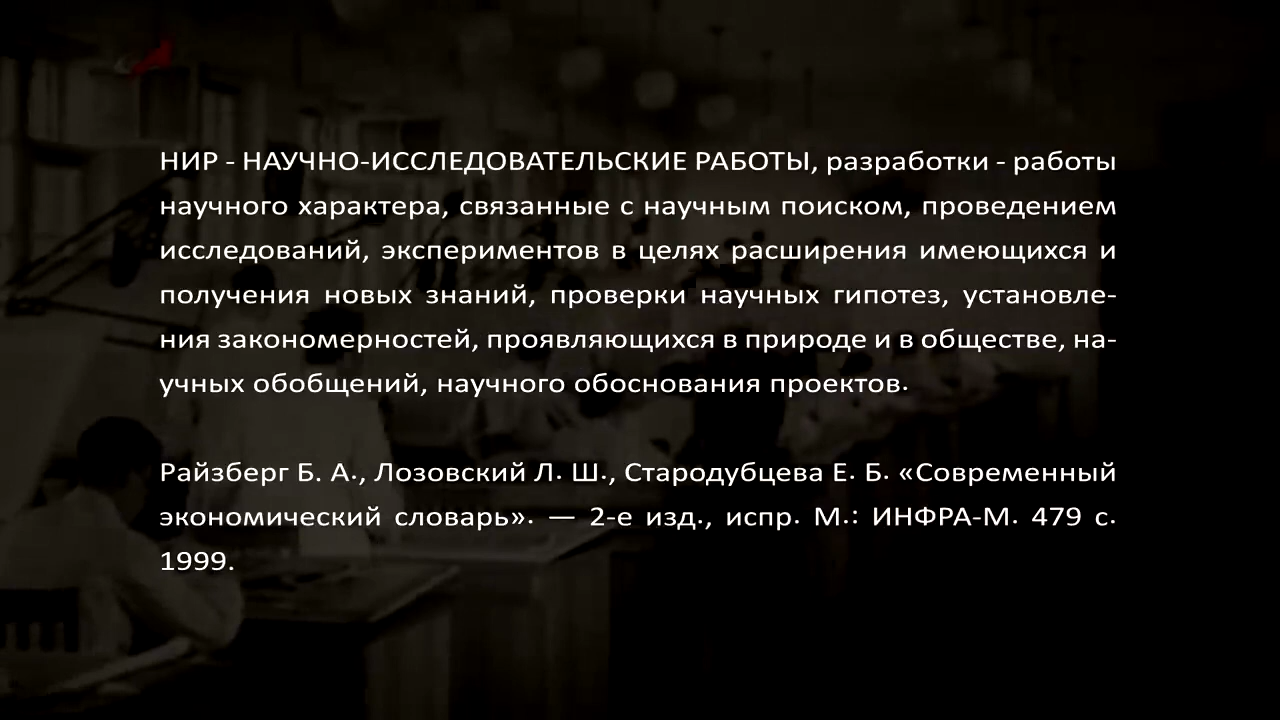 НИР - НАУЧНО-ИССЛЕДОВАТЕЛЬСКИЕ РАБОТЫ, разработки - работы
научного характера, связанные с научным поиском, проведением
исследований, экспериментов в целях расширения имеющихся и
получения новых знаний, проверки научных гипотез, установле-
ния закономерностей, проявляющихся в природе и в обществе, на-
учных обобщений, научного обоснования проектов.
Райзберг Б. А., Лозовский Л. Ш., Стародубцева Е. Б. «Современный
экономический словарь». — 2-е изд., испр. М.: ИНФРА-М. 479 с.
1999.